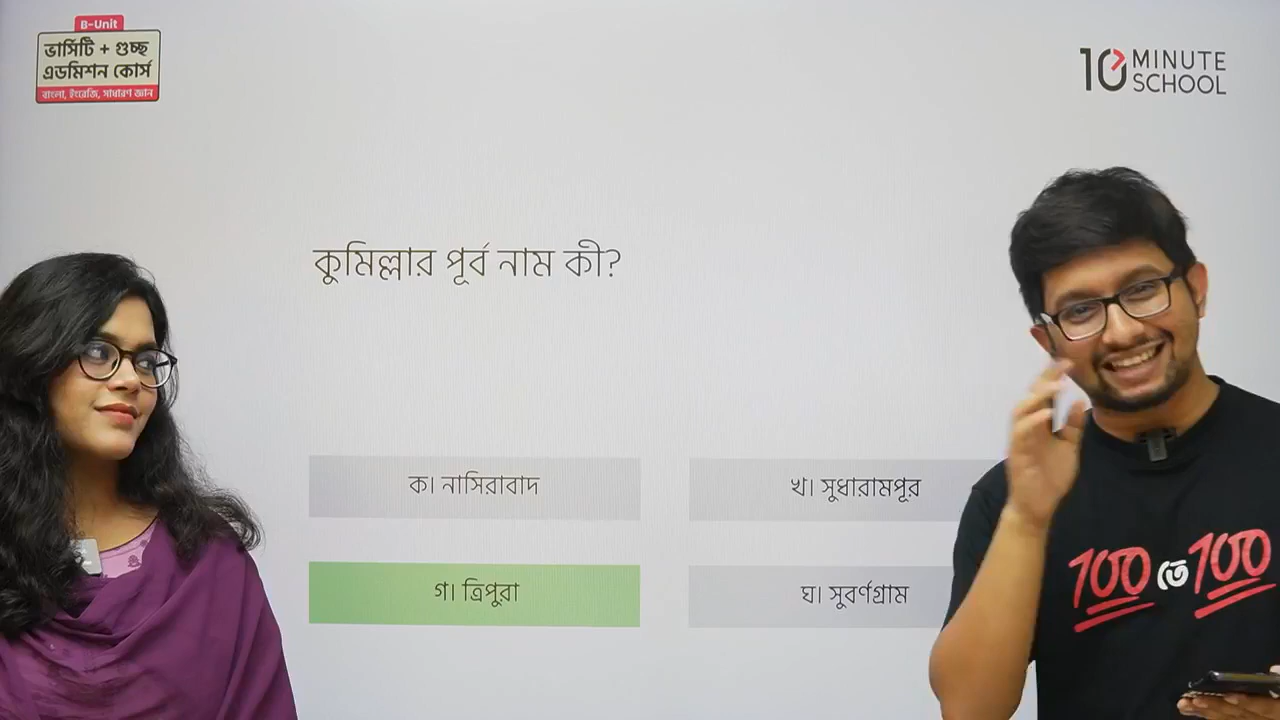 B-Unit
ভার্সিটি + গুচ্ছ
এডমিশন কোর্স
বাংলা, ইংরেজি, সাধারণ জ্ঞান
10 MINUTE
SCHOOL
কুমিল্লার পূর্ব নাম কী?
ক। নাসিরাবাদ
খ। সুধারামপূর
গ। ত্রিপুরা
ঘ। সুবর্ণগ্রাম
100 তে 100